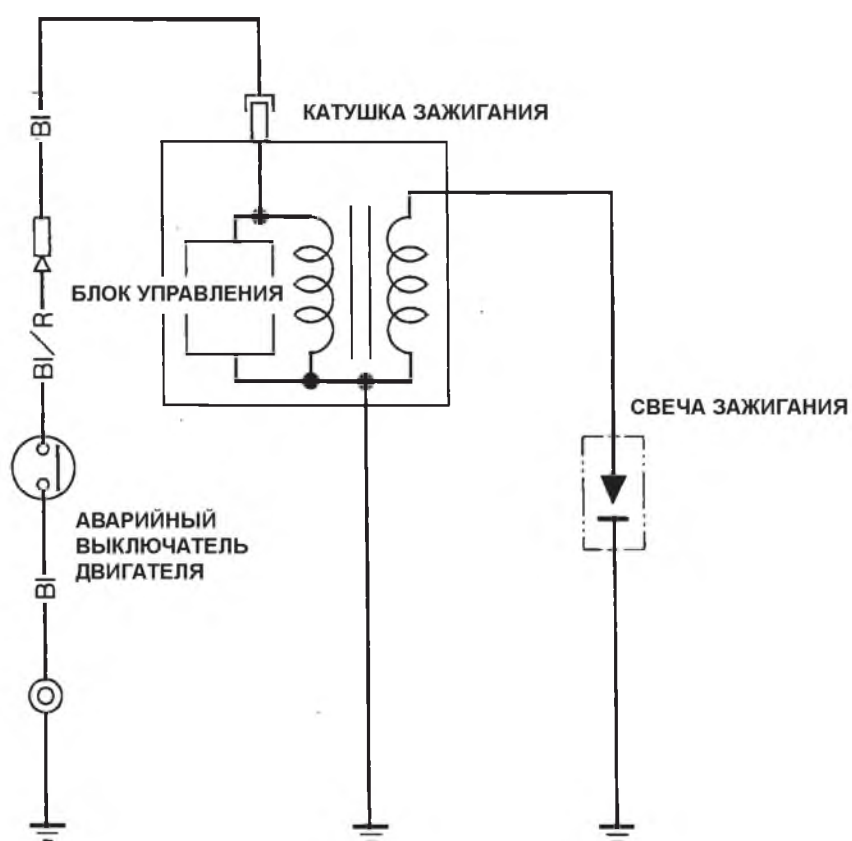 Bl
КАТУШКА ЗАЖИГАНИЯ
БЛОК УПРАВЛЕНИЯ
Bl/R
СВЕЧА ЗАЖИГАНИЯ
АВАРИЙНЫЙ
ВЫКЛЮЧАТЕЛЬ
ДВИГАТЕЛЯ
Bl